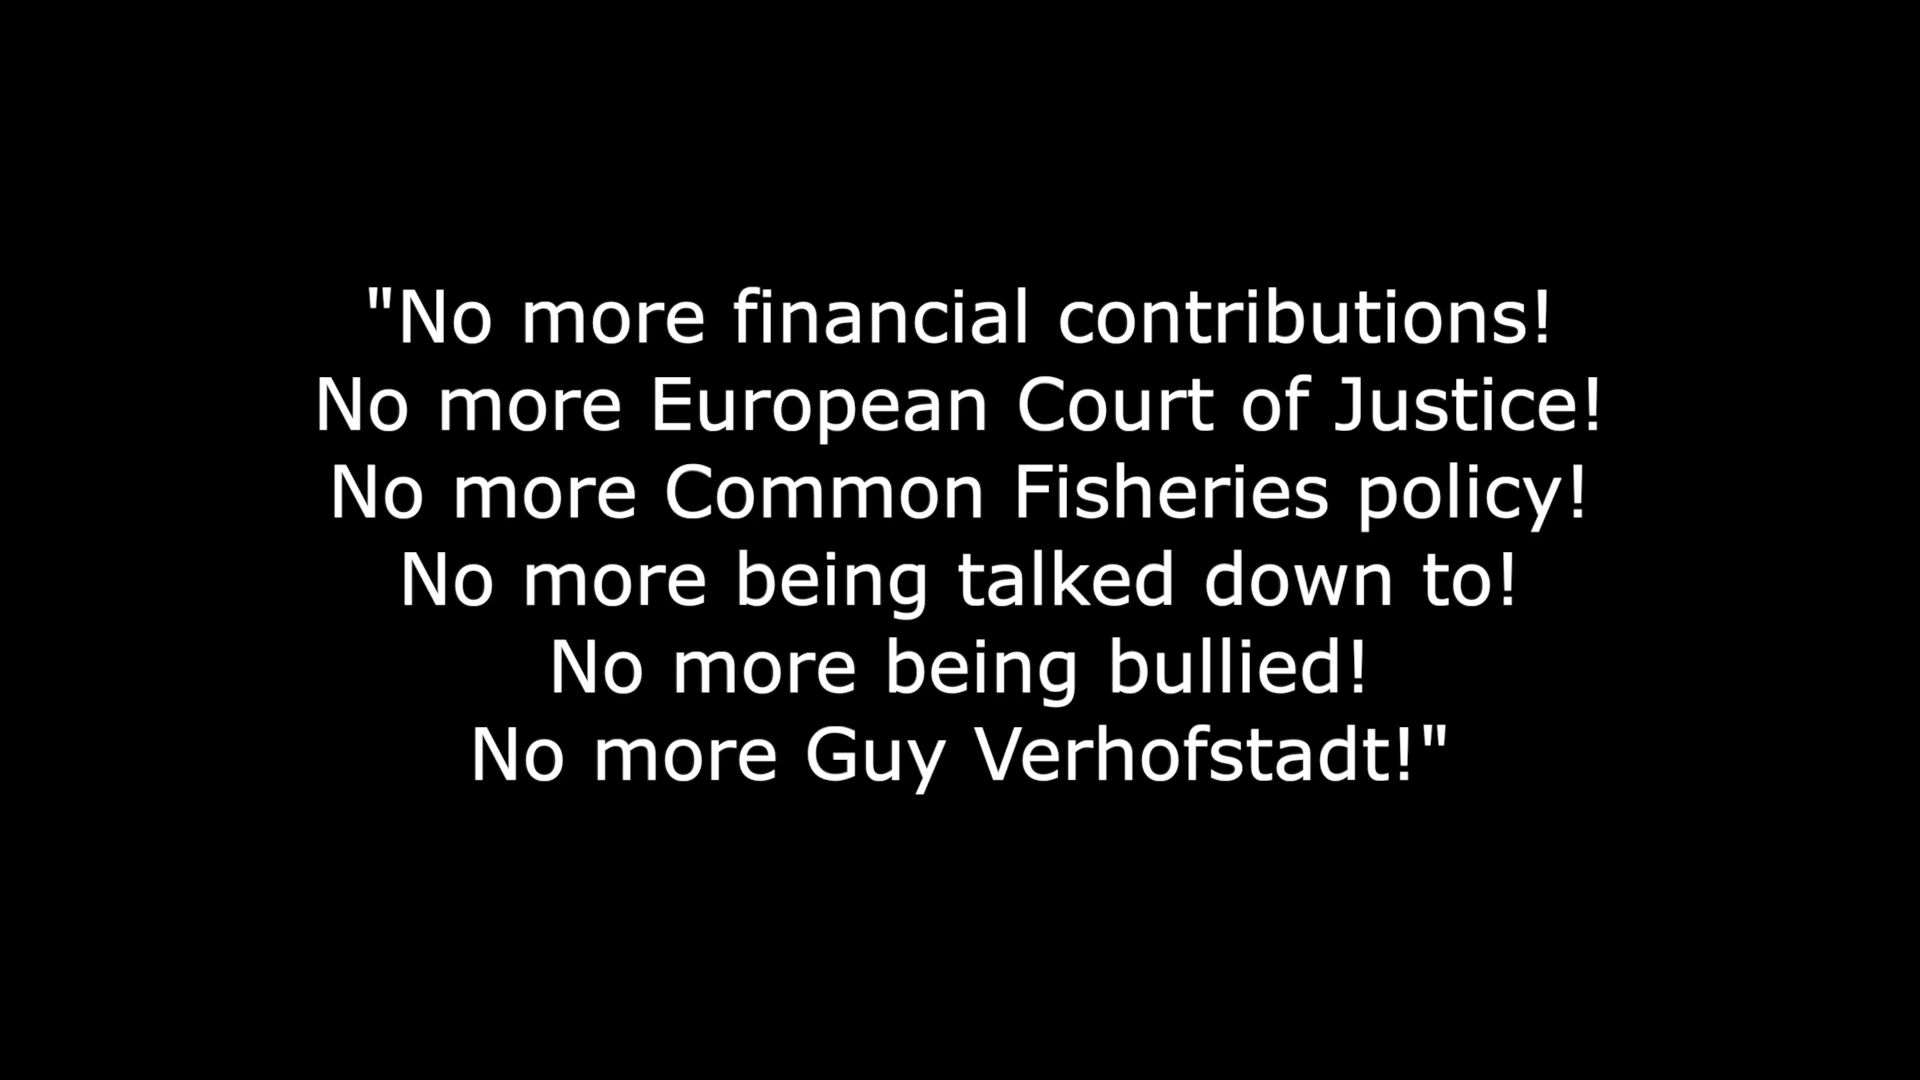 "No more financial contributions!
No more European Court of Justice!
No more Common Fisheries policy!
No more being talked down to!
No more being bullied!
No more Guy Verhofstadt!"